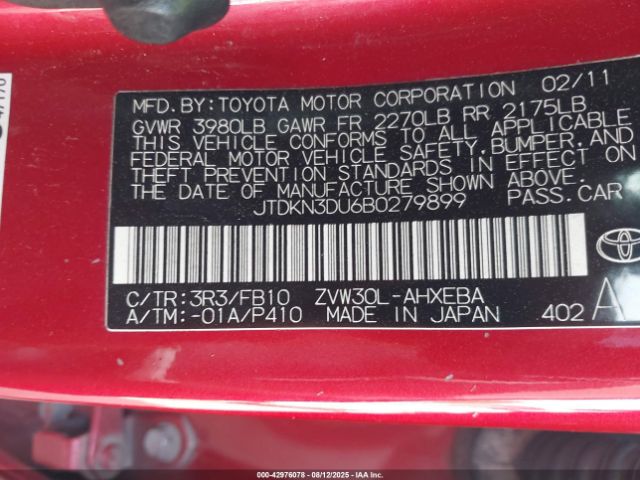 MFD.BY:TOYOTA MOTOR CORPORATION 02/11
GVWR 3980LB GAWR FR 2270LB RR 2175LB
THIS VEHICLE CONFORMS TO ALL APPLICABLE
FEDERAL MOTOR VEHICLE SAFETY,BUMPER,AND
THEFT PREVENTION STANDARDS IN EFFECT ON
THE DATE OF MANUFACTURE SHOWN ABOVE.
JTDKN3DU6B0279899 PASS.CAR
C/TR:3R3/FB10 ZVW30L-AHXEBA
A/TM:-01A/P410 MADE IN JAPAN 402
A
TOYOTA
000-42976078 - 08/12/2025 - IAAI.COM